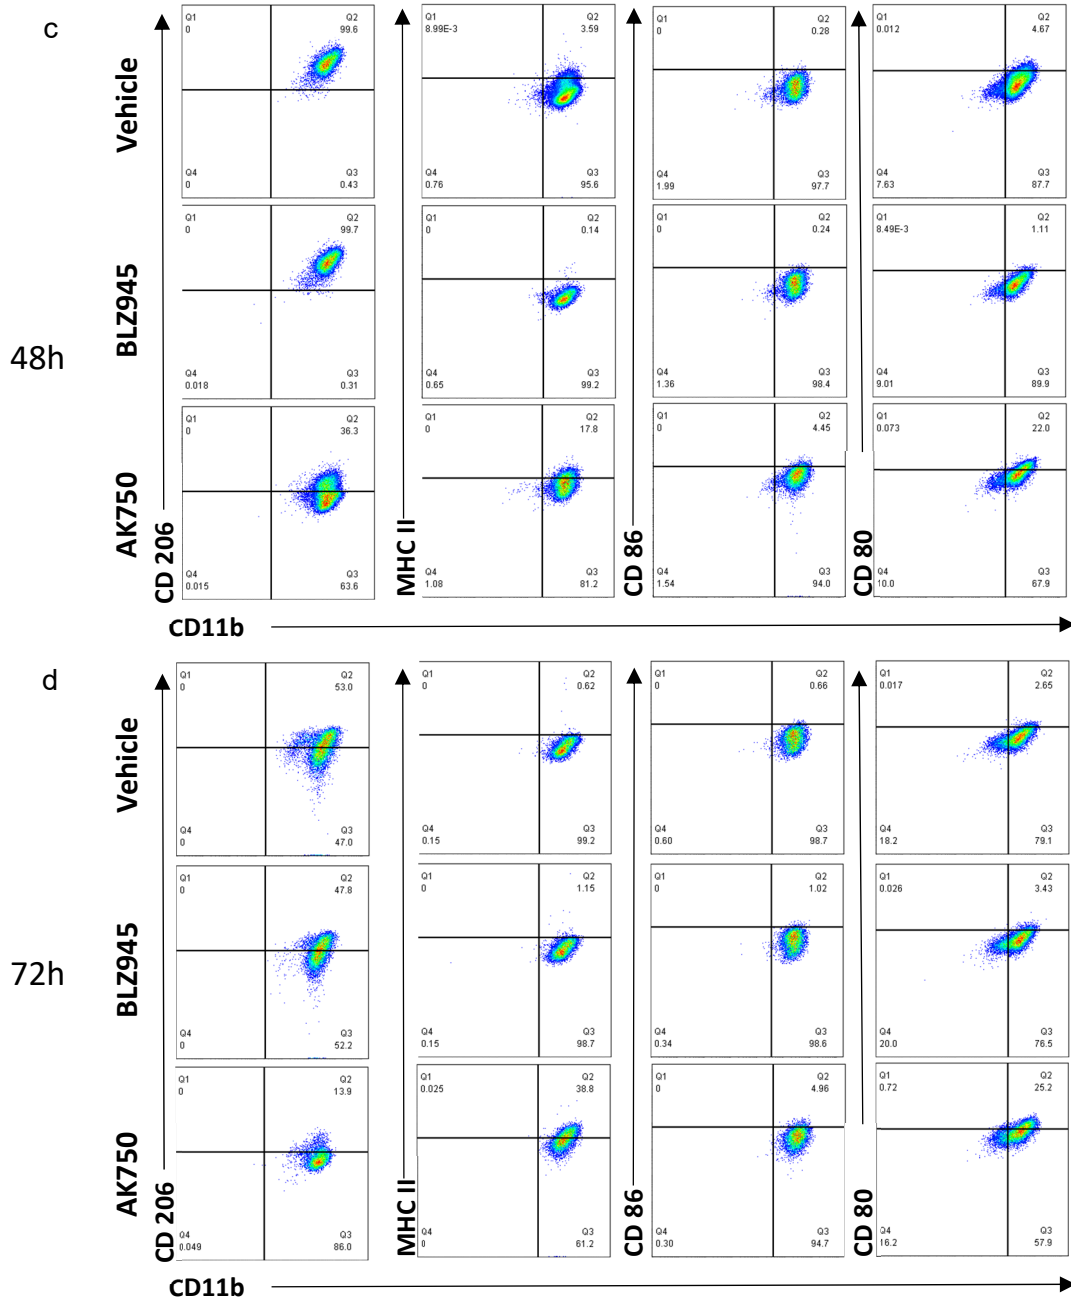 c
Vehicle
Q1
0
Q2
99.6
Q4
0
Q3
0.43
Q1
8.99E-3
Q2
3.59
Q4
0.76
Q3
95.6
Q1
0
Q2
0.28
Q4
1.99
Q3
97.7
Q1
0.012
Q2
4.67
Q4
7.63
Q3
87.7
48h
BLZ945
Q1
0
Q2
99.7
Q4
0.018
Q3
0.31
Q1
0
Q2
0.14
Q4
0.65
Q3
99.2
Q1
0
Q2
0.24
Q4
1.36
Q3
98.4
Q1
8.49E-3
Q2
1.11
Q4
9.01
Q3
89.9
AK750
CD 206
Q1
0
Q2
36.3
Q4
0.015
Q3
63.6
MHC II
Q1
0
Q2
17.8
Q4
1.08
Q3
81.2
CD 86
Q1
0
Q2
4.45
Q4
1.54
Q3
94.0
CD 80
Q1
0.073
Q2
22.0
Q4
10.0
Q3
67.9
CD11b
d
Vehicle
Q1
0
Q2
53.0
Q4
0
Q3
47.0
Q1
0
Q2
0.62
Q4
0.15
Q3
99.2
Q1
0
Q2
0.66
Q4
0.60
Q3
98.7
Q1
0.017
Q2
2.65
Q4
18.2
Q3
79.1
72h
BLZ945
Q1
0
Q2
47.8
Q4
0
Q3
52.2
Q1
0
Q2
1.15
Q4
0.15
Q3
98.7
Q1
0
Q2
1.02
Q4
0.34
Q3
98.6
Q1
0.026
Q2
3.43
Q4
20.0
Q3
76.5
AK750
CD 206
Q1
0
Q2
13.9
Q4
0.049
Q3
86.0
MHC II
Q1
0.025
Q2
38.8
Q4
0
Q3
61.2
CD 86
Q1
0
Q2
4.96
Q4
0.30
Q3
94.7
CD 80
Q1
0.72
Q2
25.2
Q4
16.2
Q3
57.9
CD11b